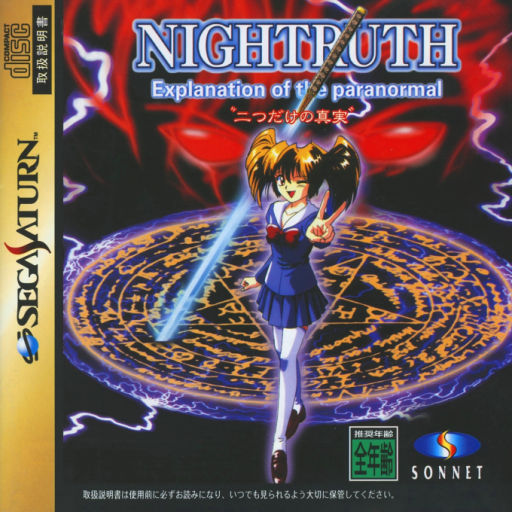 COMPACT
disc
取扱説明書
SEGA SATURN™
NIGHTRUTH
Explanation of the paranormal
"二つだけの真実"
推奨年齢
全年齢
SONNET
取扱説明書は使用前に必ずお読みになり、いつでも見られるよう大切に保管してください。